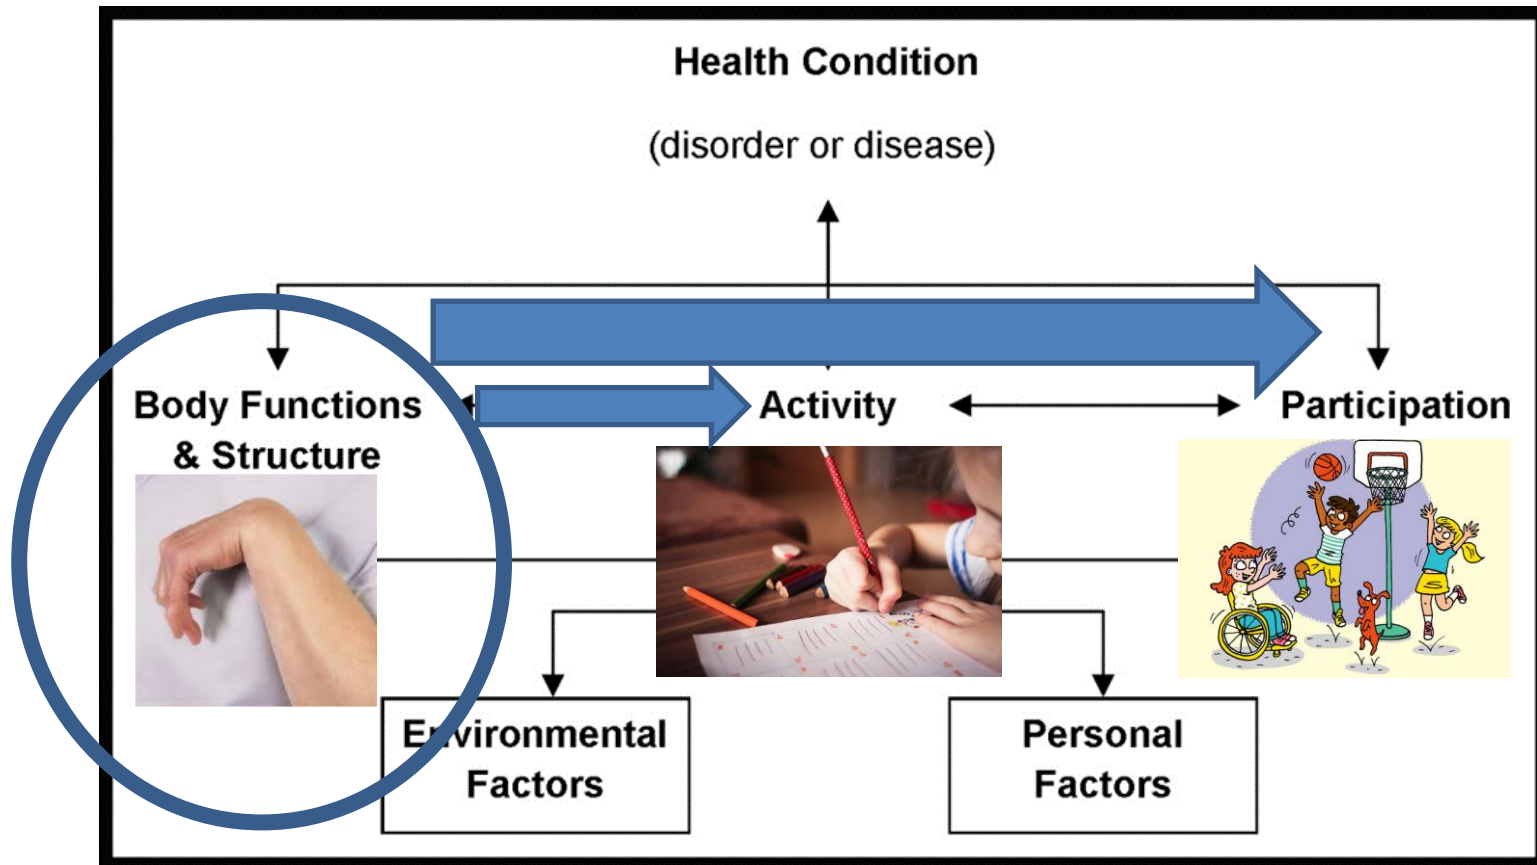 Health Condition
(disorder or disease)
Body Functions
& Structure
Activity
Participation
Environmental
Factors
Personal
Factors